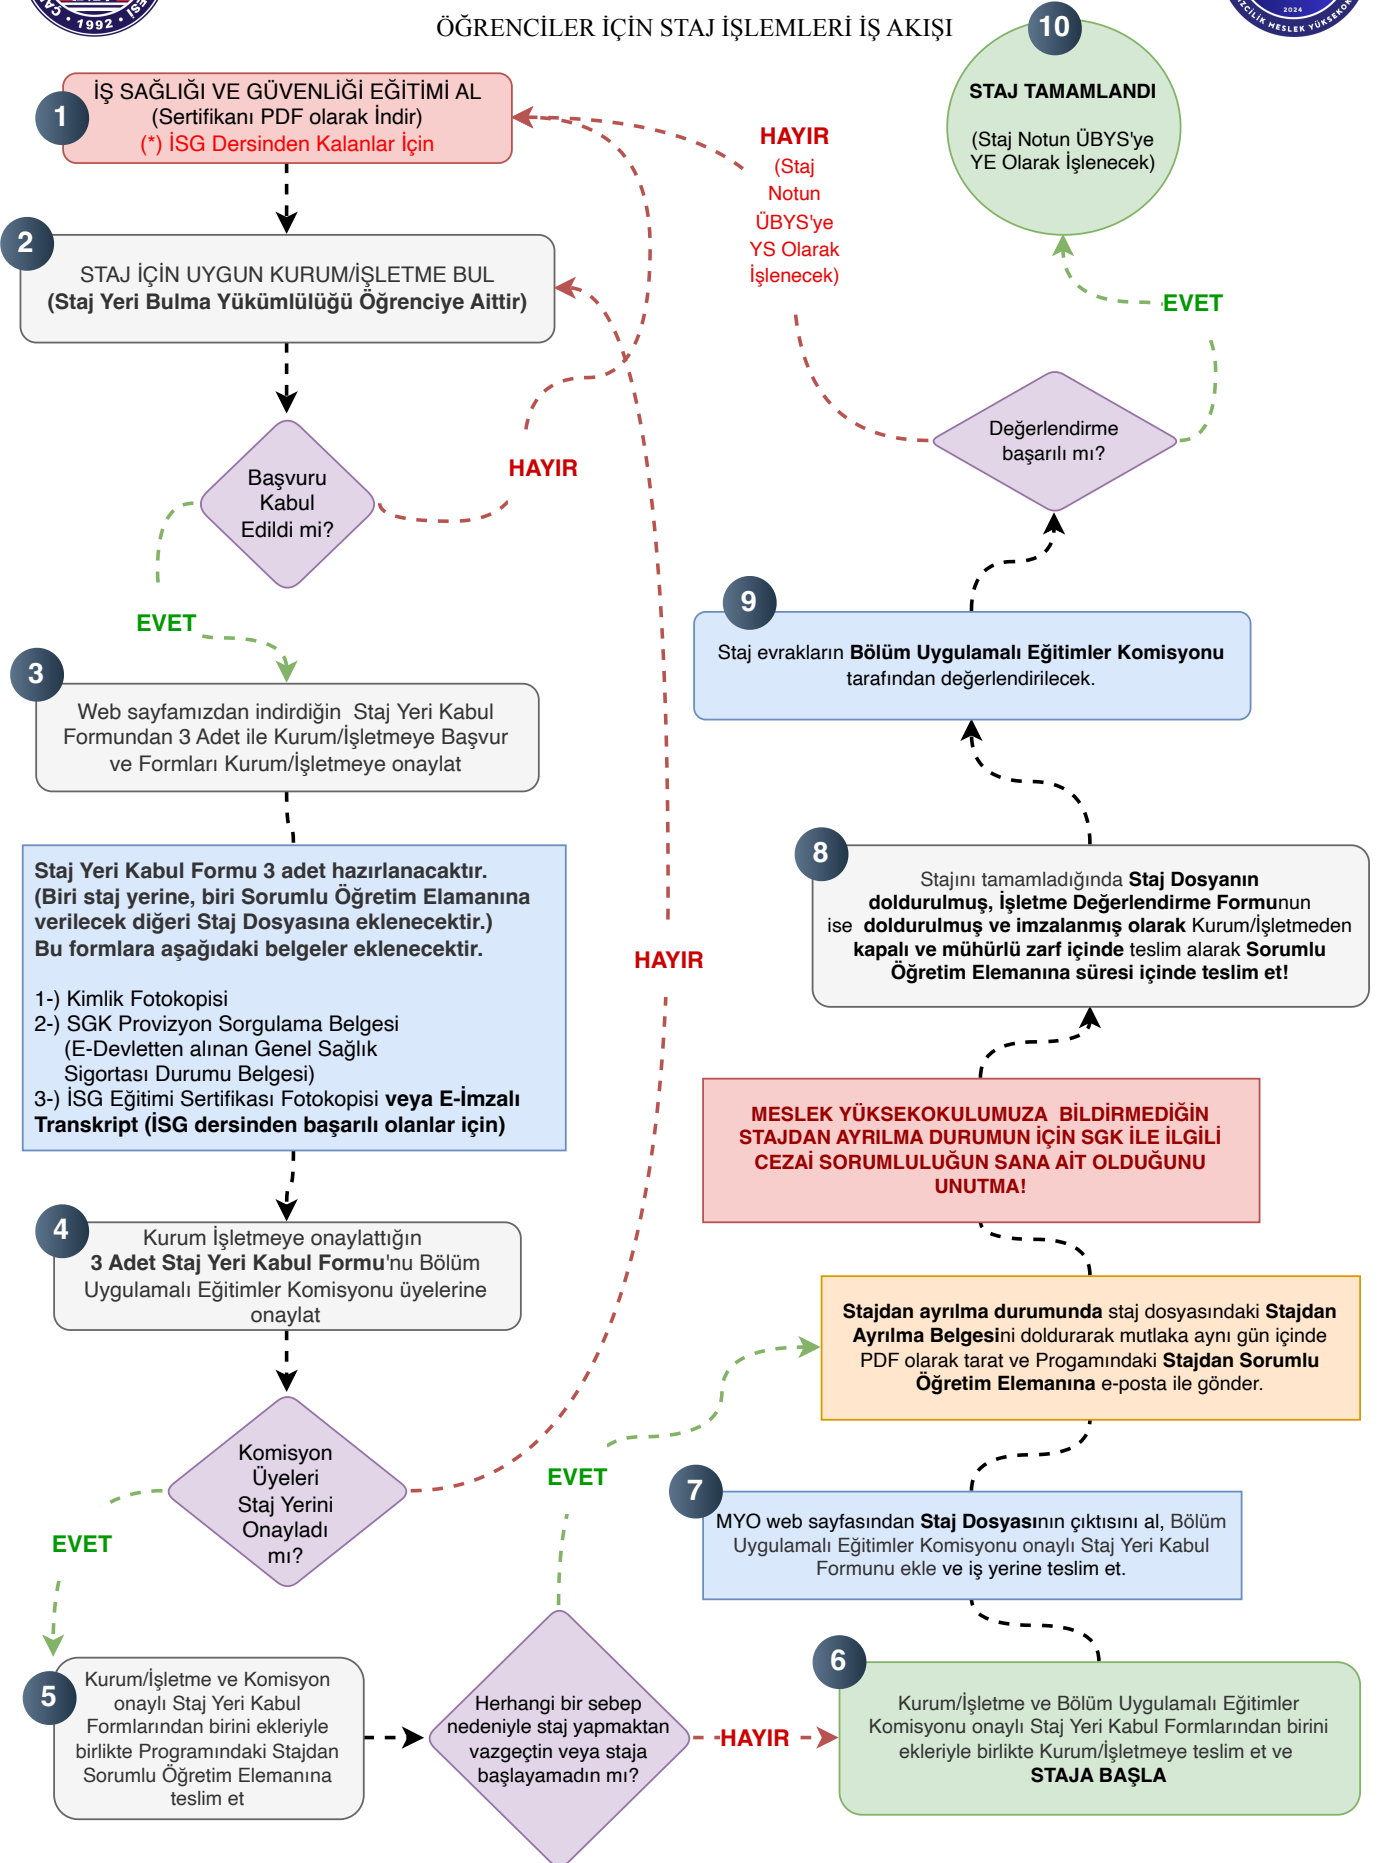 ÖĞRENCİLER İÇİN STAJ İŞLEMLERİ İŞ AKIŞI
1992
2024
1
İŞ SAĞLIĞI VE GÜVENLİĞİ EĞİTİMİ AL
(Sertifikanı PDF olarak İndir)
(*) İSG Dersinden Kalanlar İçin
2
STAJ İÇİN UYGUN KURUM/İŞLETME BUL
(Staj Yeri Bulma Yükümlülüğü Öğrenciye Aittir)
Başvuru
Kabul
Edildi mi?
HAYIR
EVET
3
Web sayfamızdan indirdiğin  Staj Yeri Kabul
Formundan 3 Adet ile Kurum/İşletmeye Başvur
ve Formları Kurum/İşletmeye onaylat
Staj Yeri Kabul Formu 3 adet hazırlanacaktır.
(Biri staj yerine, biri Sorumlu Öğretim Elamanına
verilecek diğeri Staj Dosyasına eklenecektir.)
Bu formlara aşağıdaki belgeler eklenecektir.
1-) Kimlik Fotokopisi
2-) SGK Provizyon Sorgulama Belgesi
(E-Devletten alınan Genel Sağlık
Sigortası Durumu Belgesi)
3-) İSG Eğitimi Sertifikası Fotokopisi veya E-İmzalı
Transkript (İSG dersinden başarılı olanlar için)
4
Kurum İşletmeye onaylattığın
3 Adet Staj Yeri Kabul Formu'nu Bölüm
Uygulamalı Eğitimler Komisyonu üyelerine
onaylat
Komisyon
Üyeleri
Staj Yerini
Onayladı
mı?
HAYIR
EVET
5
Kurum/İşletme ve Komisyon
onaylı Staj Yeri Kabul
Formlarından birini ekleriyle
birlikte Programındaki Stajdan
Sorumlu Öğretim Elemanına
teslim et
Herhangi bir sebep
nedeniyle staj yapmaktan
vazgeçtin veya staja
başlayamadın mı?
EVET
HAYIR
6
Kurum/İşletme ve Bölüm Uygulamalı Eğitimler
Komisyonu onaylı Staj Yeri Kabul Formlarından birini
ekleriyle birlikte Kurum/İşletmeye teslim et ve
STAJA BAŞLA
7
MYO web sayfasından Staj Dosyasının çıktısını al, Bölüm
Uygulamalı Eğitimler Komisyonu onaylı Staj Yeri Kabul
Formunu ekle ve iş yerine teslim et.
Stajdan ayrılma durumunda staj dosyasındaki Stajdan
Ayrılma Belgesini doldurarak mutlaka aynı gün içinde
PDF olarak tarat ve Progamındaki Stajdan Sorumlu
Öğretim Elemanına e-posta ile gönder.
MESLEK YÜKSEKOKULUMUZA  BİLDİRMEDİĞİN
STAJDAN AYRILMA DURUMUN İÇİN SGK İLE İLGİLİ
CEZAİ SORUMLULUĞUN SANA AİT OLDUĞUNU
UNUTMA!
8
Stajını tamamladığında Staj Dosyanın
doldurulmuş, İşletme Değerlendirme Formunun
ise  doldurulmuş ve imzalanmış olarak Kurum/İşletmeden
kapalı ve mühürlü zarf içinde teslim alarak Sorumlu
Öğretim Elemanına süresi içinde teslim et!
9
Staj evrakların Bölüm Uygulamalı Eğitimler Komisyonu
tarafından değerlendirilecek.
Değerlendirme
başarılı mı?
HAYIR
(Staj
Notun
ÜBYS'ye
YS Olarak
İşlenecek)
EVET
10
STAJ TAMAMLANDI
(Staj Notun ÜBYS'ye
YE Olarak İşlenecek)